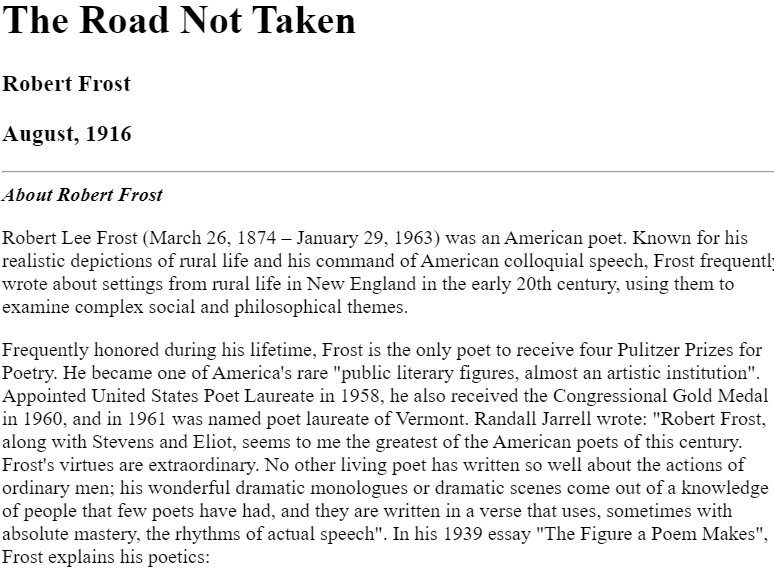 The Road Not Taken
Robert Frost
August, 1916
About Robert Frost
Robert Lee Frost (March 26, 1874 – January 29, 1963) was an American poet. Known for his
realistic depictions of rural life and his command of American colloquial speech, Frost frequently
wrote about settings from rural life in New England in the early 20th century, using them to
examine complex social and philosophical themes.
Frequently honored during his lifetime, Frost is the only poet to receive four Pulitzer Prizes for
Poetry. He became one of America's rare "public literary figures, almost an artistic institution".
Appointed United States Poet Laureate in 1958, he also received the Congressional Gold Medal
in 1960, and in 1961 was named poet laureate of Vermont. Randall Jarrell wrote: "Robert Frost,
along with Stevens and Eliot, seems to me the greatest of the American poets of this century.
Frost's virtues are extraordinary. No other living poet has written so well about the actions of
ordinary men; his wonderful dramatic monologues or dramatic scenes come out of a knowledge
of people that few poets have had, and they are written in a verse that uses, sometimes with
absolute mastery, the rhythms of actual speech". In his 1939 essay "The Figure a Poem Makes",
Frost explains his poetics: